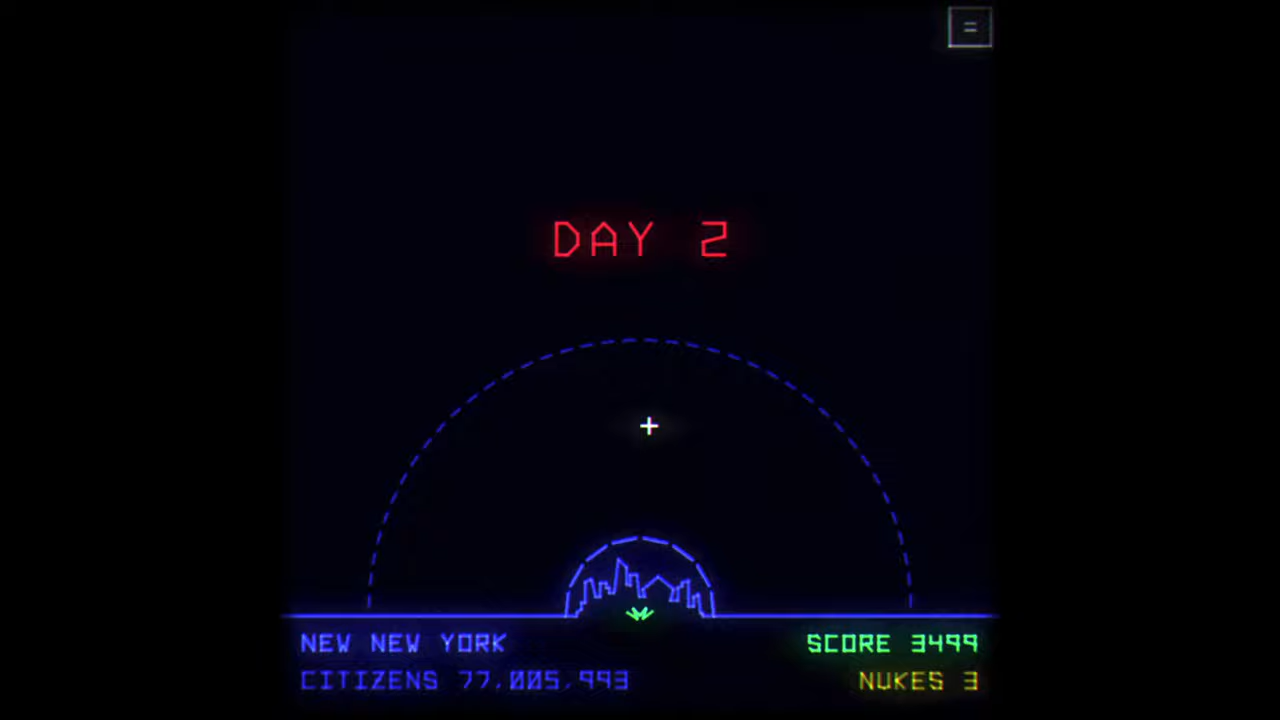 =
DAY 2
NEW NEW YORK
SCORE 3499
CITIZENS 77,005,993
NUKES 3